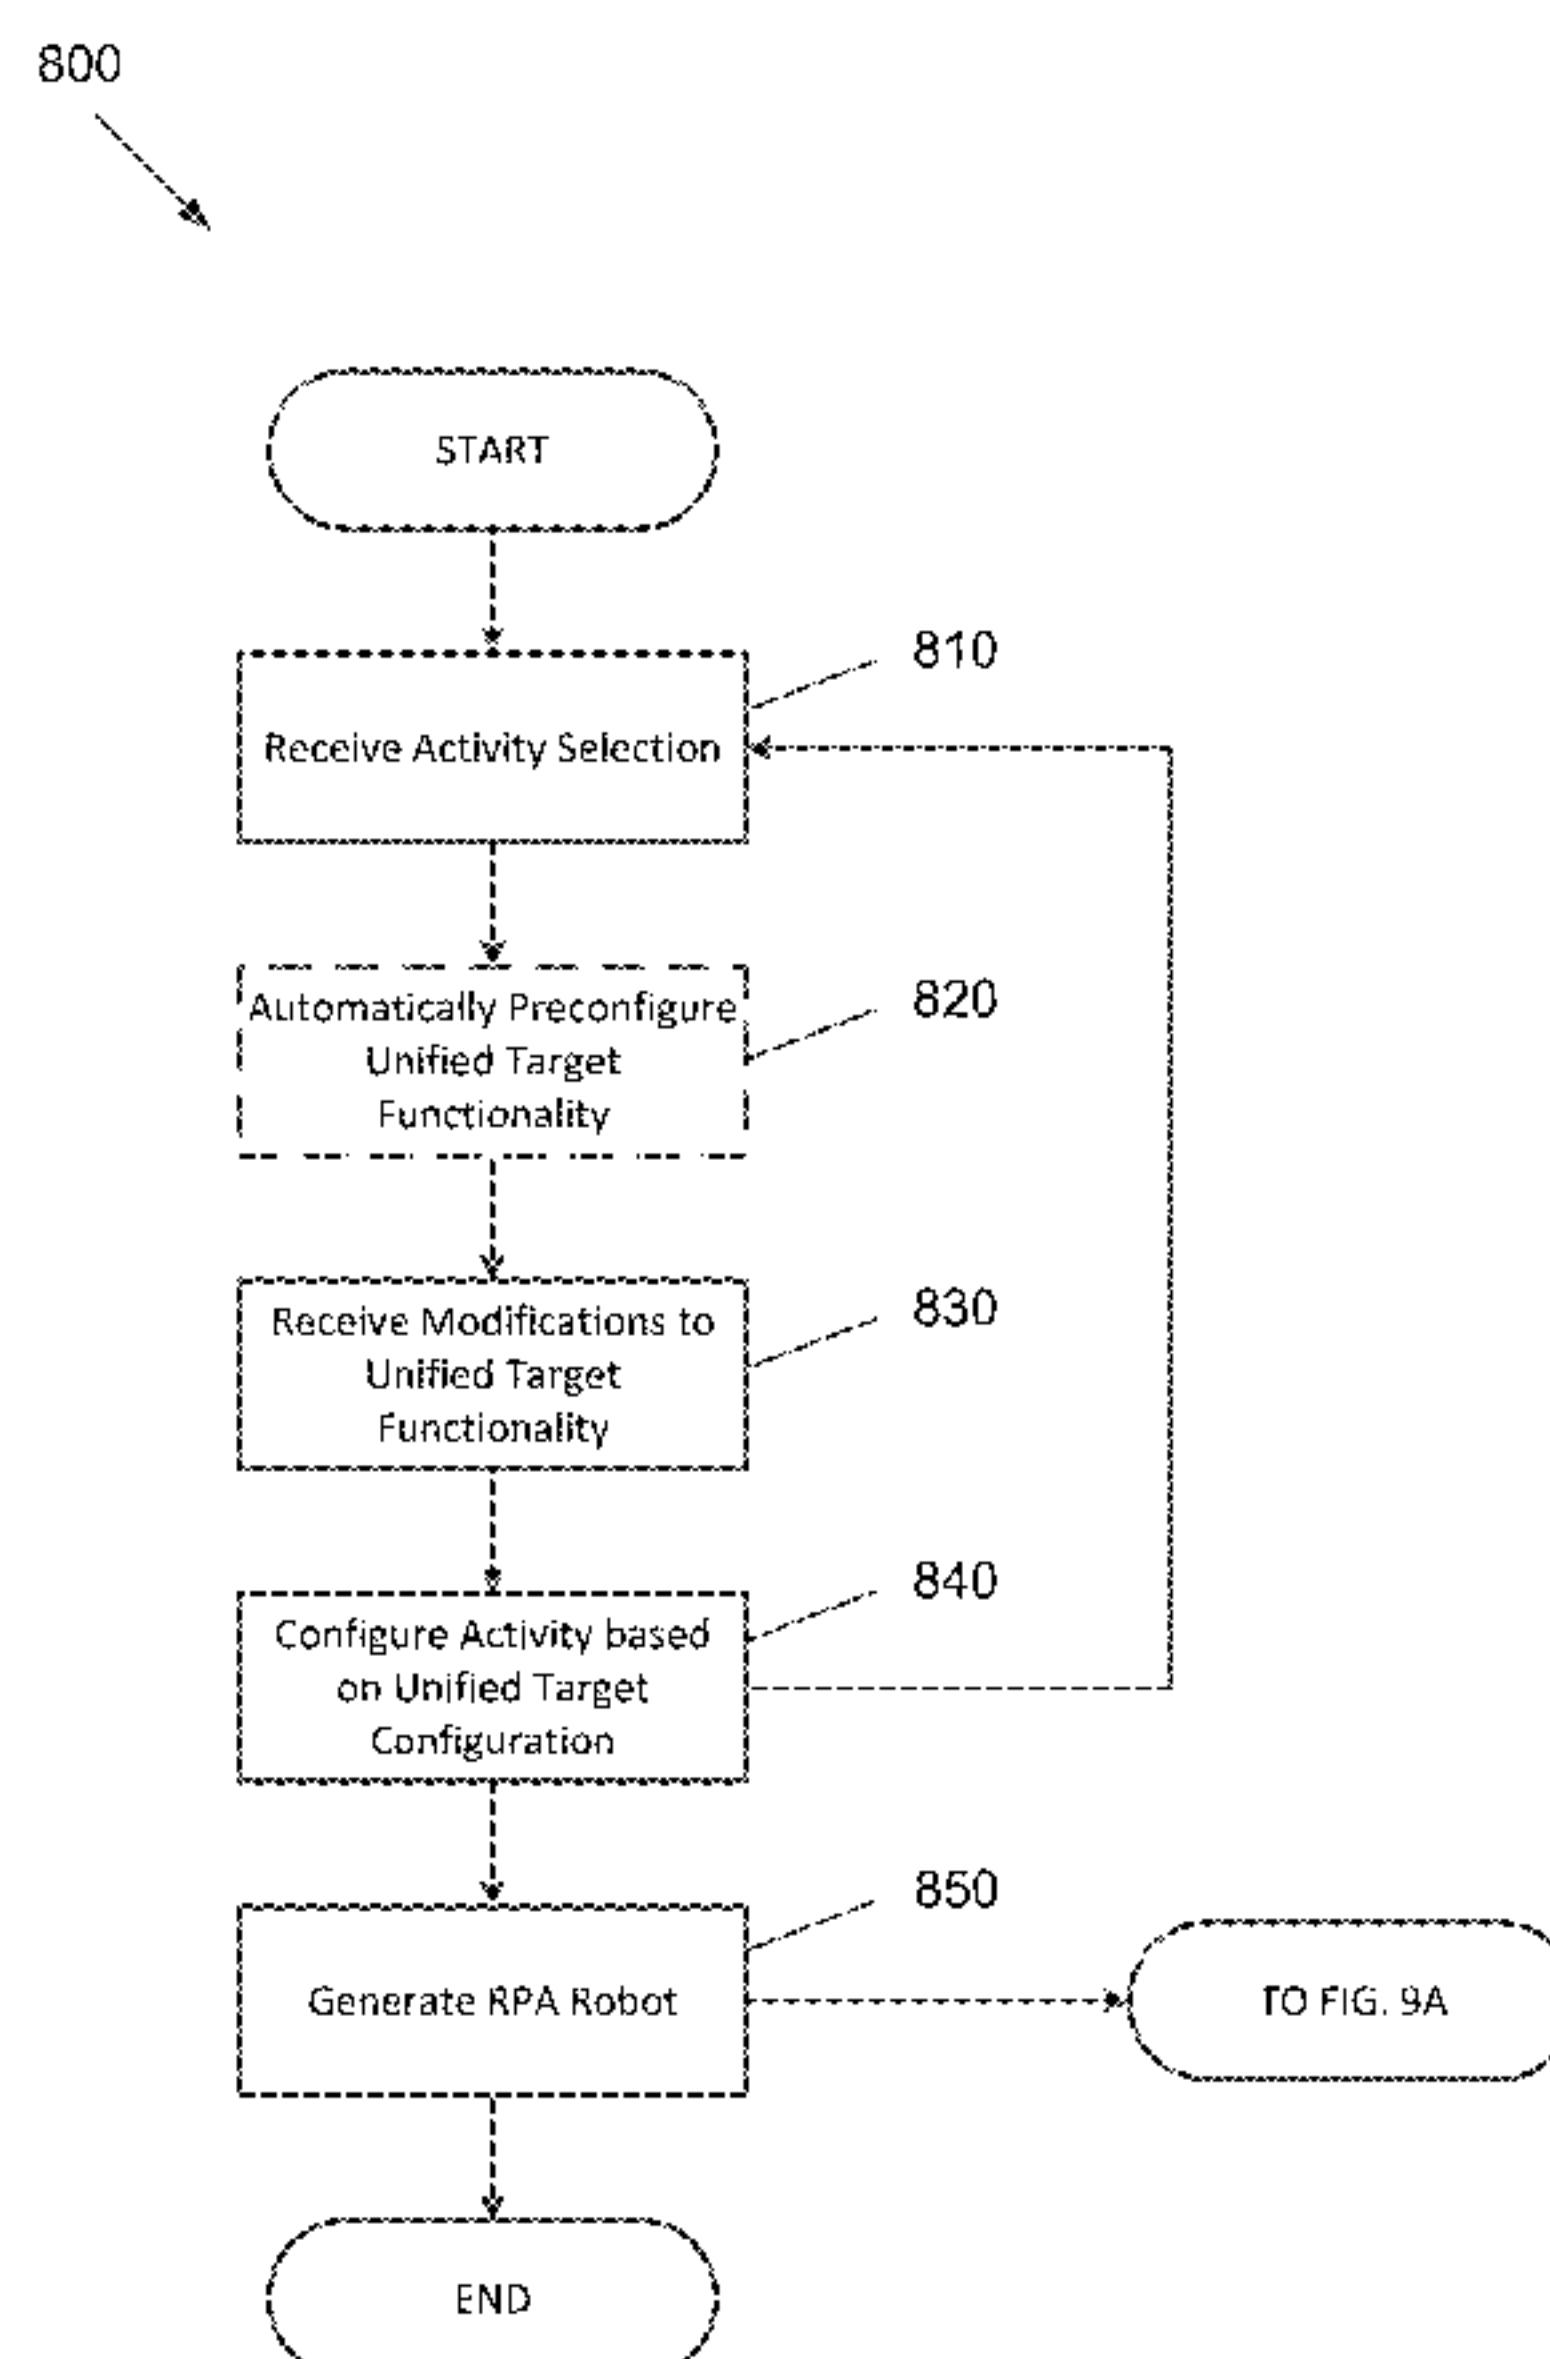 800
START
810
Receive Activity Selection
820
Automatically Preconfigure
Unified Target
Functionality
830
Receive Modifications to
Unified Target
Functionality
840
Configure Activity based
on Unified Target
Configuration
850
Generate RPA Robot
TO FIG. 9A
END